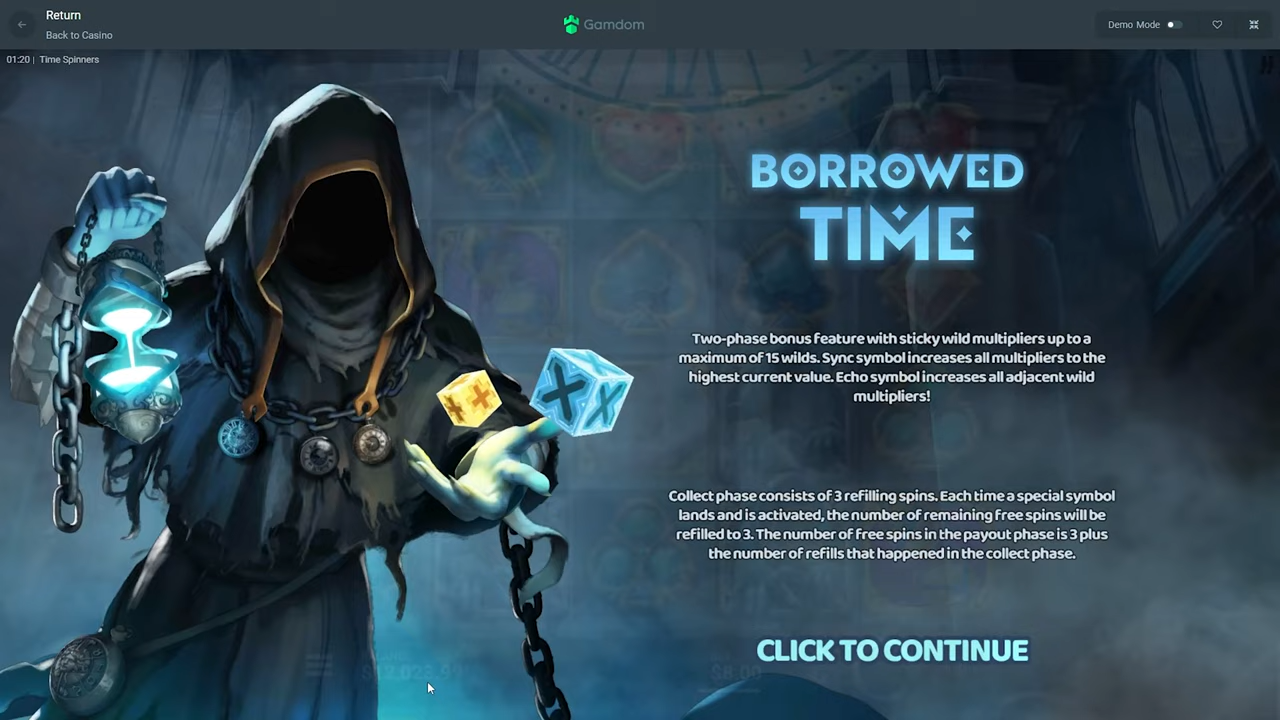 Return
Back to Casino
Gamdom
Demo Mode
01:20 | Time Spinners
BORROWED
TIME
Two-phase bonus feature with sticky wild multipliers up to a
maximum of 15 wilds. Sync symbol increases all multipliers to the
highest current value. Echo symbol increases all adjacent wild
multipliers!
Collect phase consists of 3 refilling spins. Each time a special symbol
lands and is activated, the number of remaining free spins will be
refilled to 3. The number of free spins in the payout phase is 3 plus
the number of refills that happened in the collect phase.
CLICK TO CONTINUE
$8.00